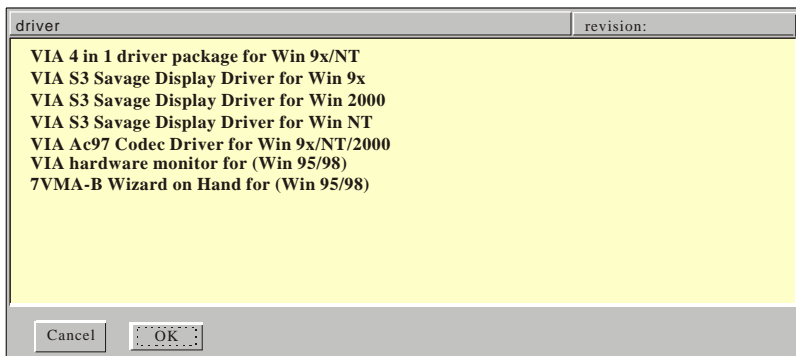 driver revision:
VIA 4 in 1 driver package for Win 9x/NT
VIA S3 Savage Display Driver for Win 9x
VIA S3 Savage Display Driver for Win 2000
VIA S3 Savage Display Driver for Win NT
VIA Ac97 Codec Driver for Win 9x/NT/2000
VIA hardware monitor for (Win 95/98)
7VMA-B Wizard on Hand for (Win 95/98)
Cancel OK